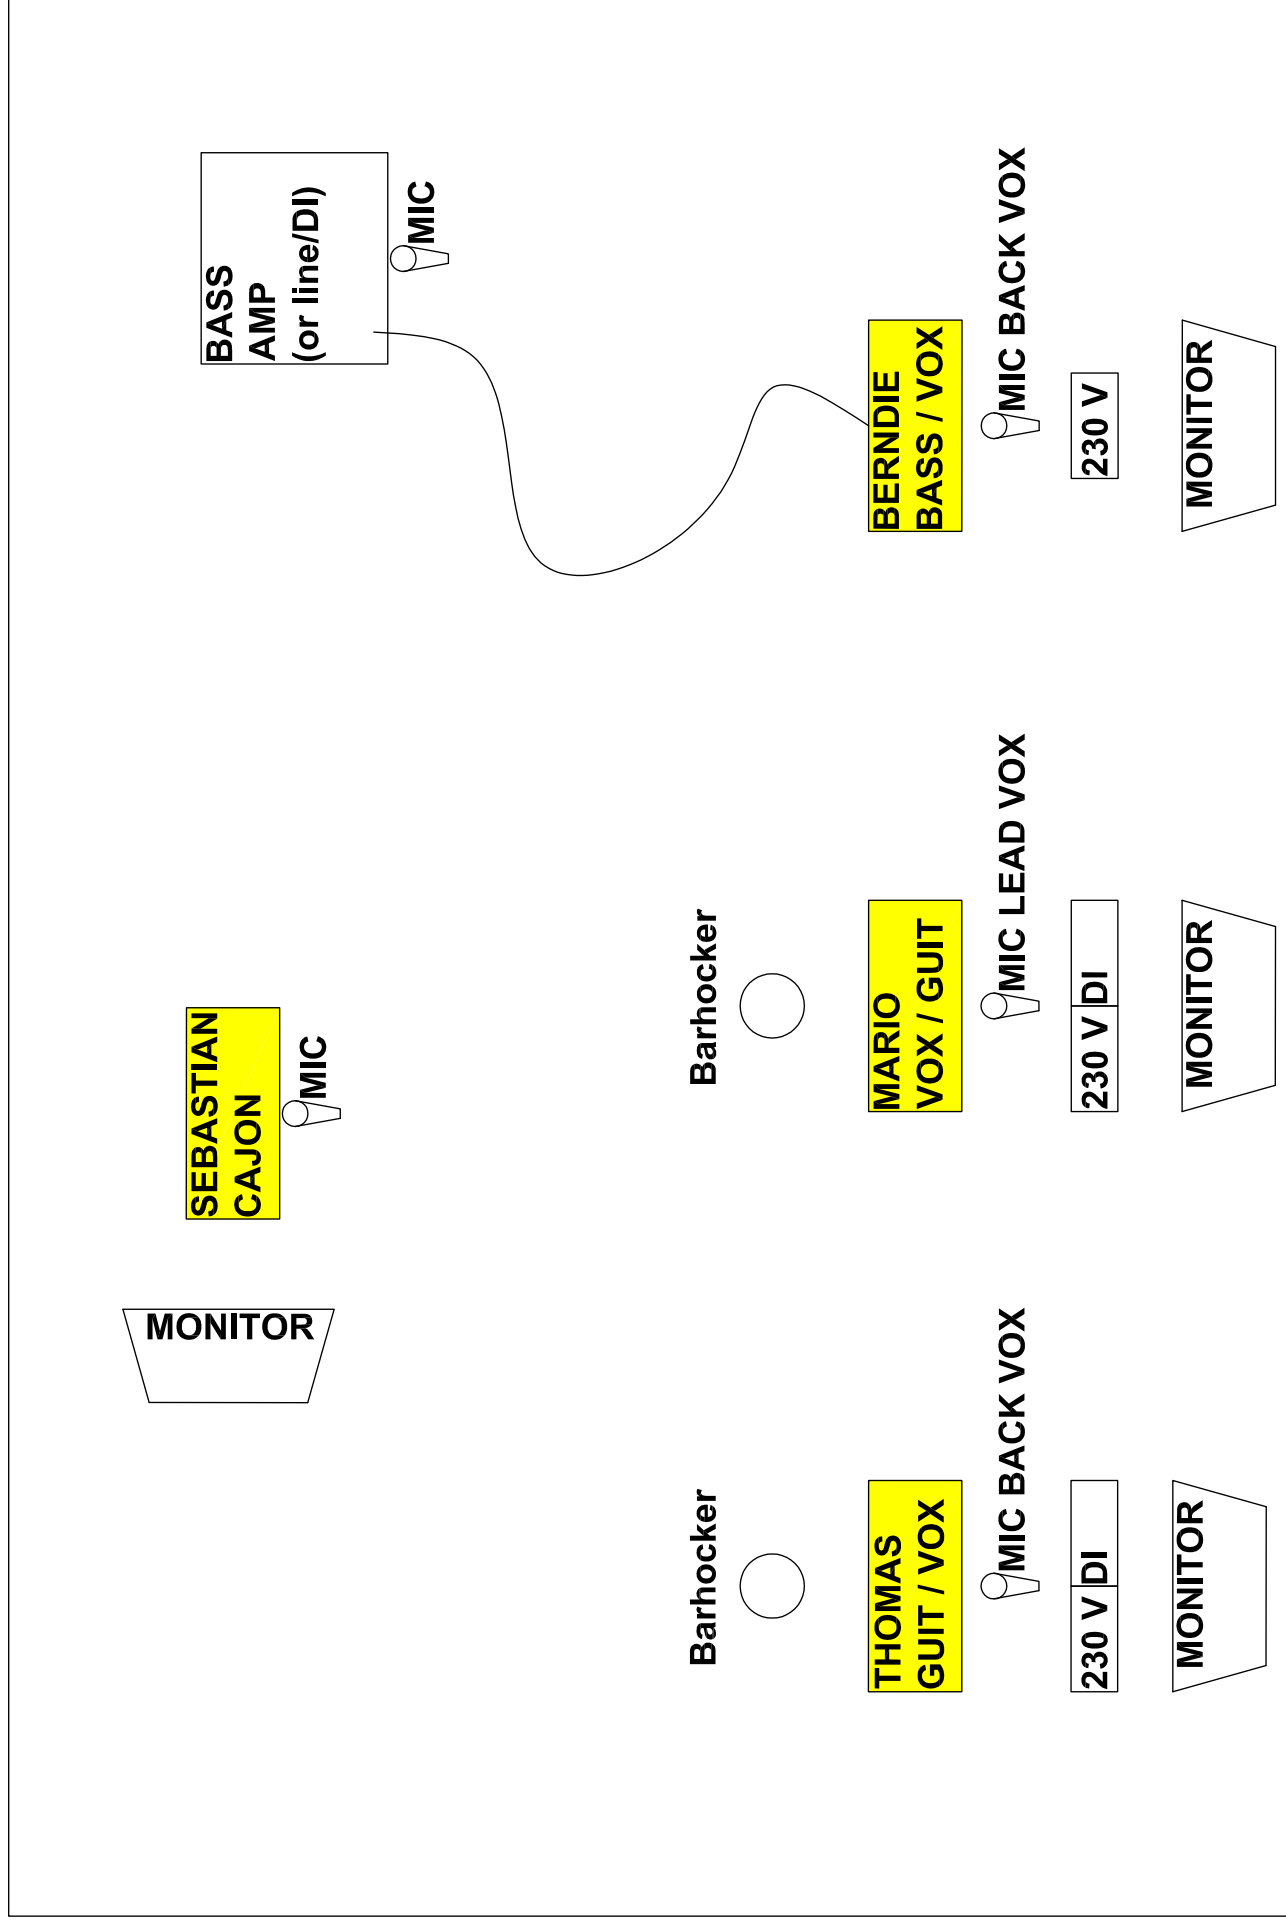 MONITOR
SEBASTIAN
CAJON
MIC
BASS
AMP
(or line/DI)
MIC
Barhocker
THOMAS
GUIT / VOX
MIC BACK VOX
230 V DI
MONITOR
Barhocker
MARIO
VOX / GUIT
MIC LEAD VOX
230 V DI
MONITOR
BERNDIE
BASS / VOX
MIC BACK VOX
230 V
MONITOR